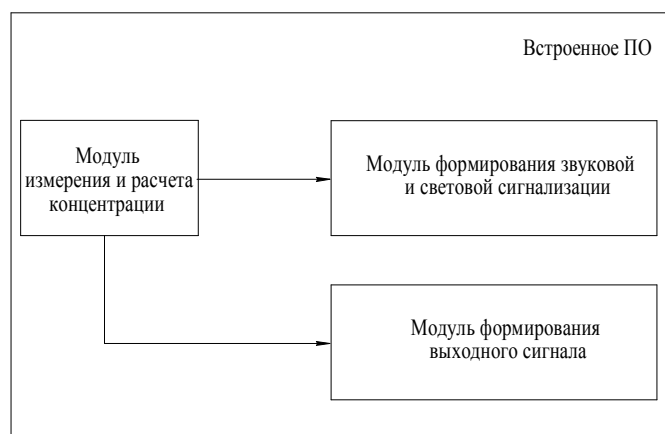 Встроенное ПО
Модуль
измерения и расчета
концентрации
Модуль формирования звуковой
и световой сигнализации
Модуль формирования
выходного сигнала